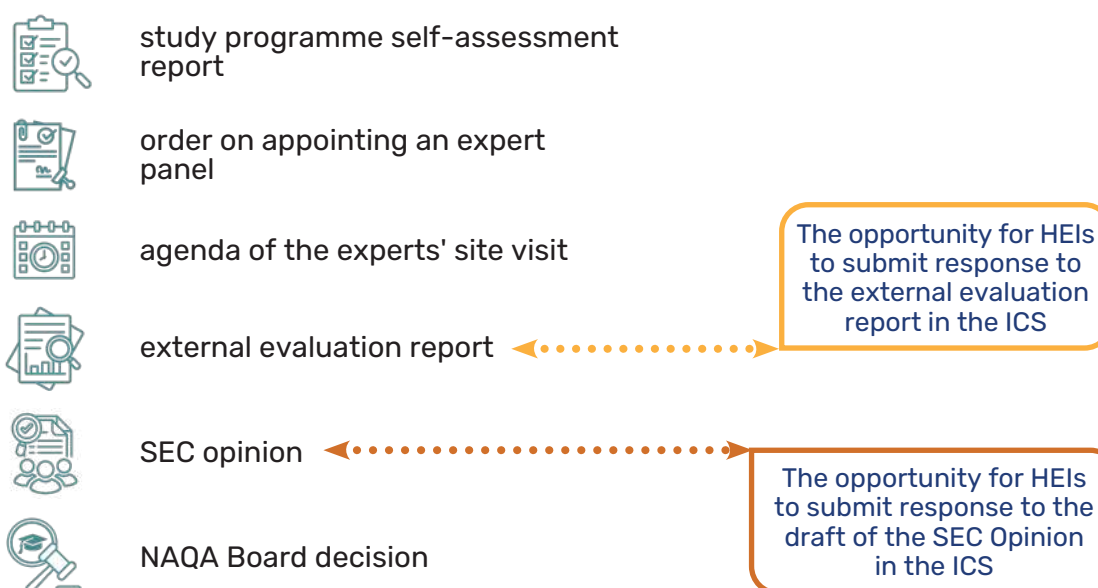 study programme self-assessment
report
order on appointing an expert
panel
agenda of the experts' site visit
The opportunity for HEIs
to submit response to
the external evaluation
report in the ICS
external evaluation report
SEC opinion
The opportunity for HEIs
to submit response to the
draft of the SEC Opinion
in the ICS
NAQA Board decision